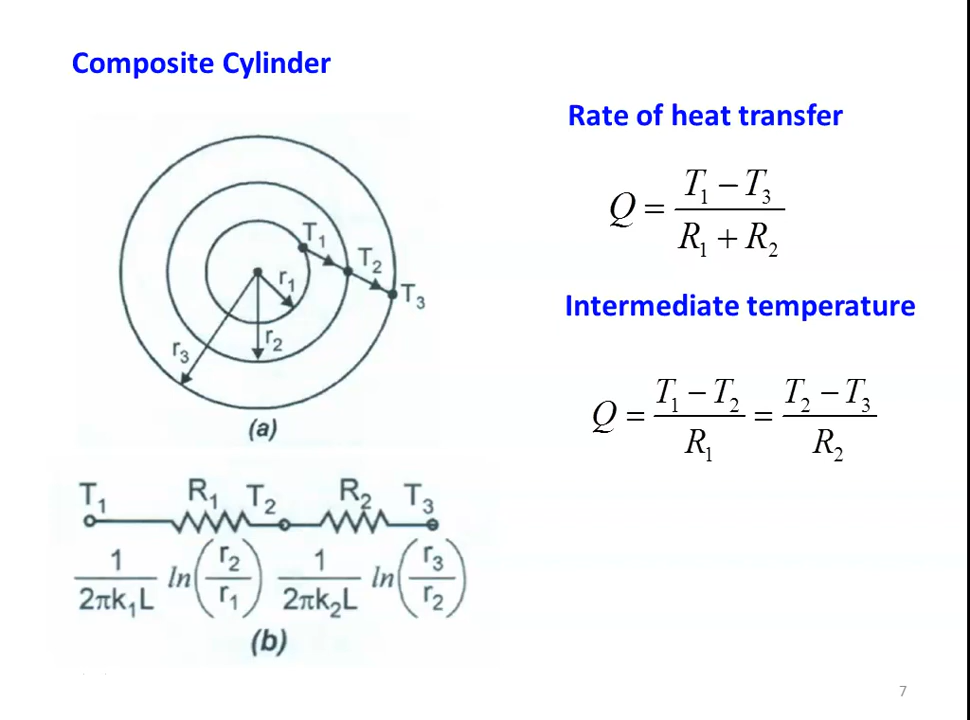 Composite Cylinder
T₁
T₂
T₃
r₁
r₂
r₃
(a)
T₁ R₁ T₂ R₂ T₃
1/(2πk₁L) ln(r₂/r₁) 1/(2πk₂L) ln(r₃/r₂)
(b)
Rate of heat transfer
Q = (T₁ − T₃)/(R₁ + R₂)
Intermediate temperature
Q = (T₁ − T₂)/R₁ = (T₂ − T₃)/R₂
7